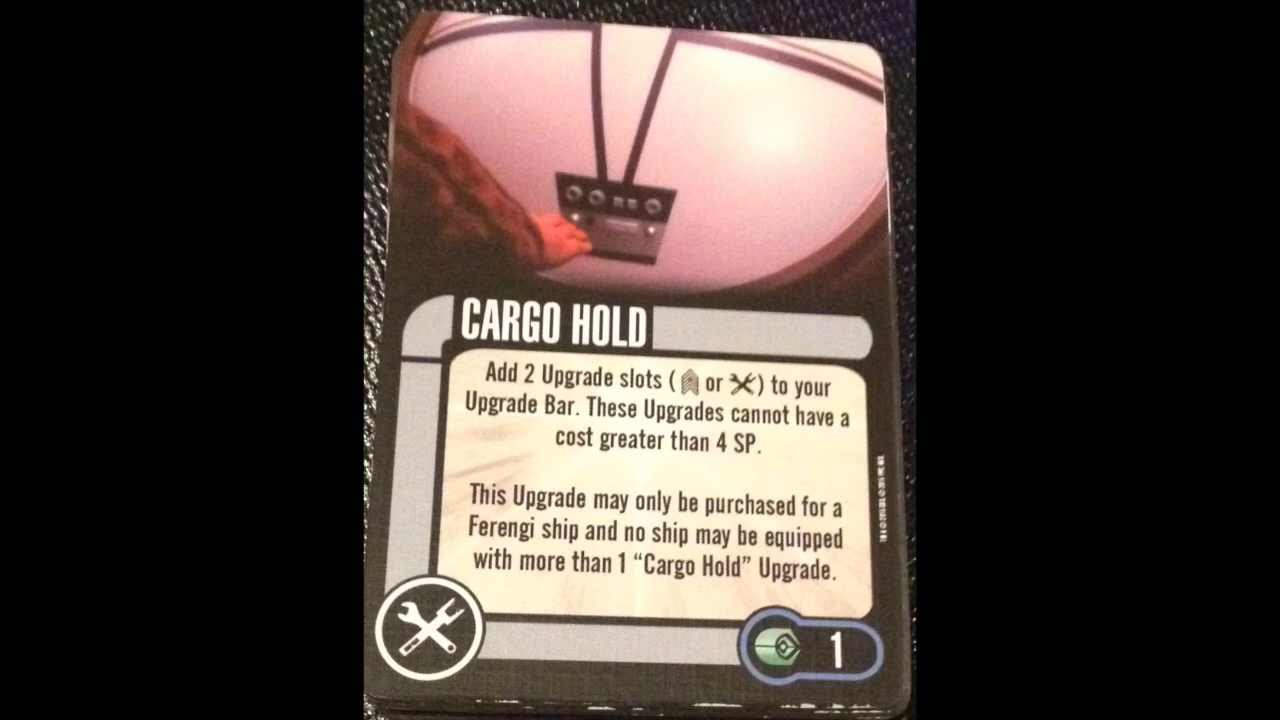 CARGO HOLD
Add 2 Upgrade slots ( or ) to your
Upgrade Bar. These Upgrades cannot have a
cost greater than 4 SP.
This Upgrade may only be purchased for a
Ferengi ship and no ship may be equipped
with more than 1 “Cargo Hold” Upgrade.
1